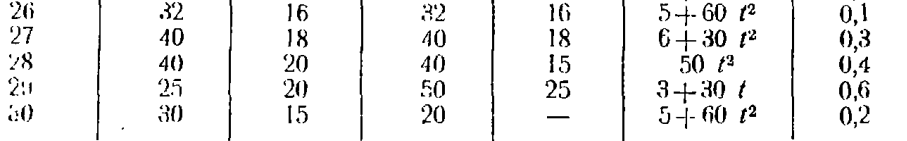 26 32 16 32 16 5+60 t² 0,1
27 40 18 40 18 6+30 t² 0,3
28 40 20 40 15 50 t³ 0,4
29 25 20 50 25 3+30 t 0,6
30 30 15 20 — 5+60 t² 0,2